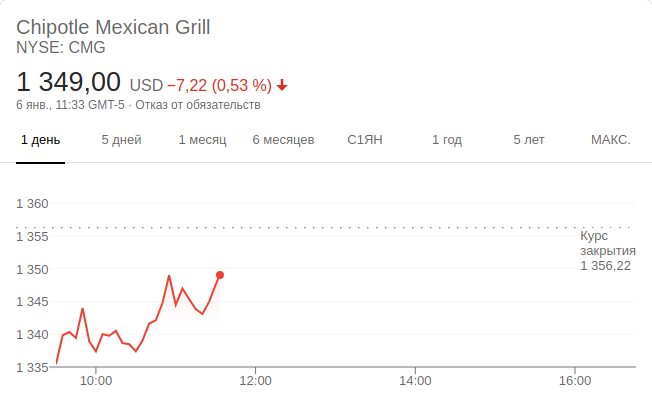 Chipotle Mexican Grill
NYSE: CMG
1 349,00 USD −7,22 (0,53 %)
6 янв., 11:33 GMT-5 · Отказ от обязательств
1 день 5 дней 1 месяц 6 месяцев С1ЯН 1 год 5 лет МАКС.
1 360
1 355
1 350
1 345
1 340
1 335
Курс
закрытия
1 356,22
10:00 12:00 14:00 16:00